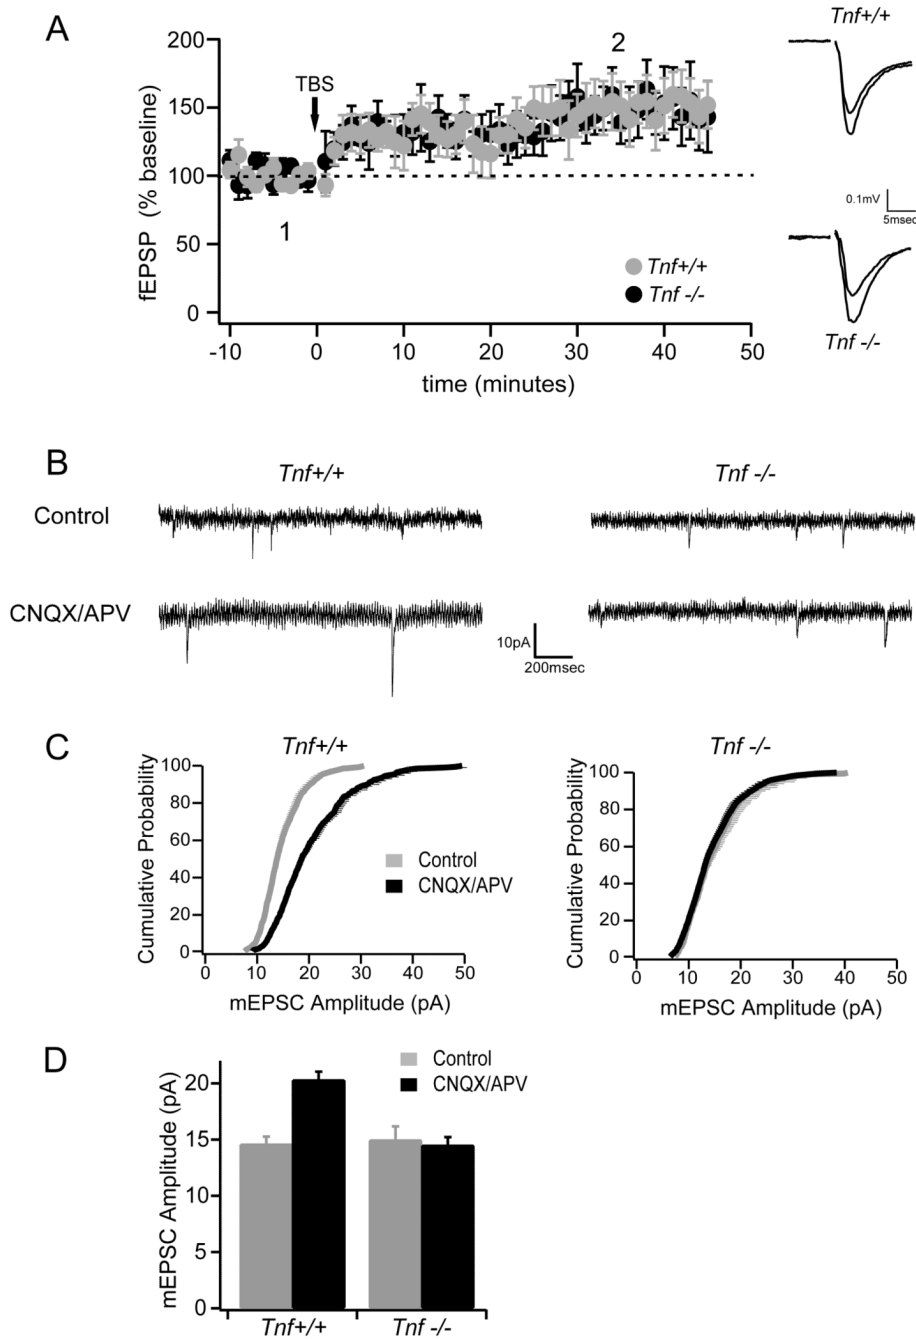 A
fEPSP (% baseline)
200
150
100
50
0
TBS
1
2
Tnf+/+
Tnf -/-
-10 0 10 20 30 40 50
time (minutes)
Tnf+/+
0.1mV
5msec
Tnf -/-
B
Tnf+/+ Tnf -/-
Control
CNQX/APV
10pA
200msec
C
Tnf+/+
Cumulative Probability
100
80
60
40
20
0
0 10 20 30 40 50
mEPSC Amplitude (pA)
Control
CNQX/APV
Tnf -/-
Cumulative Probability
100
80
60
40
20
0
0 10 20 30 40 50
mEPSC Amplitude (pA)
D
mEPSC Amplitude (pA)
20
15
10
5
0
Control
CNQX/APV
Tnf+/+ Tnf -/-